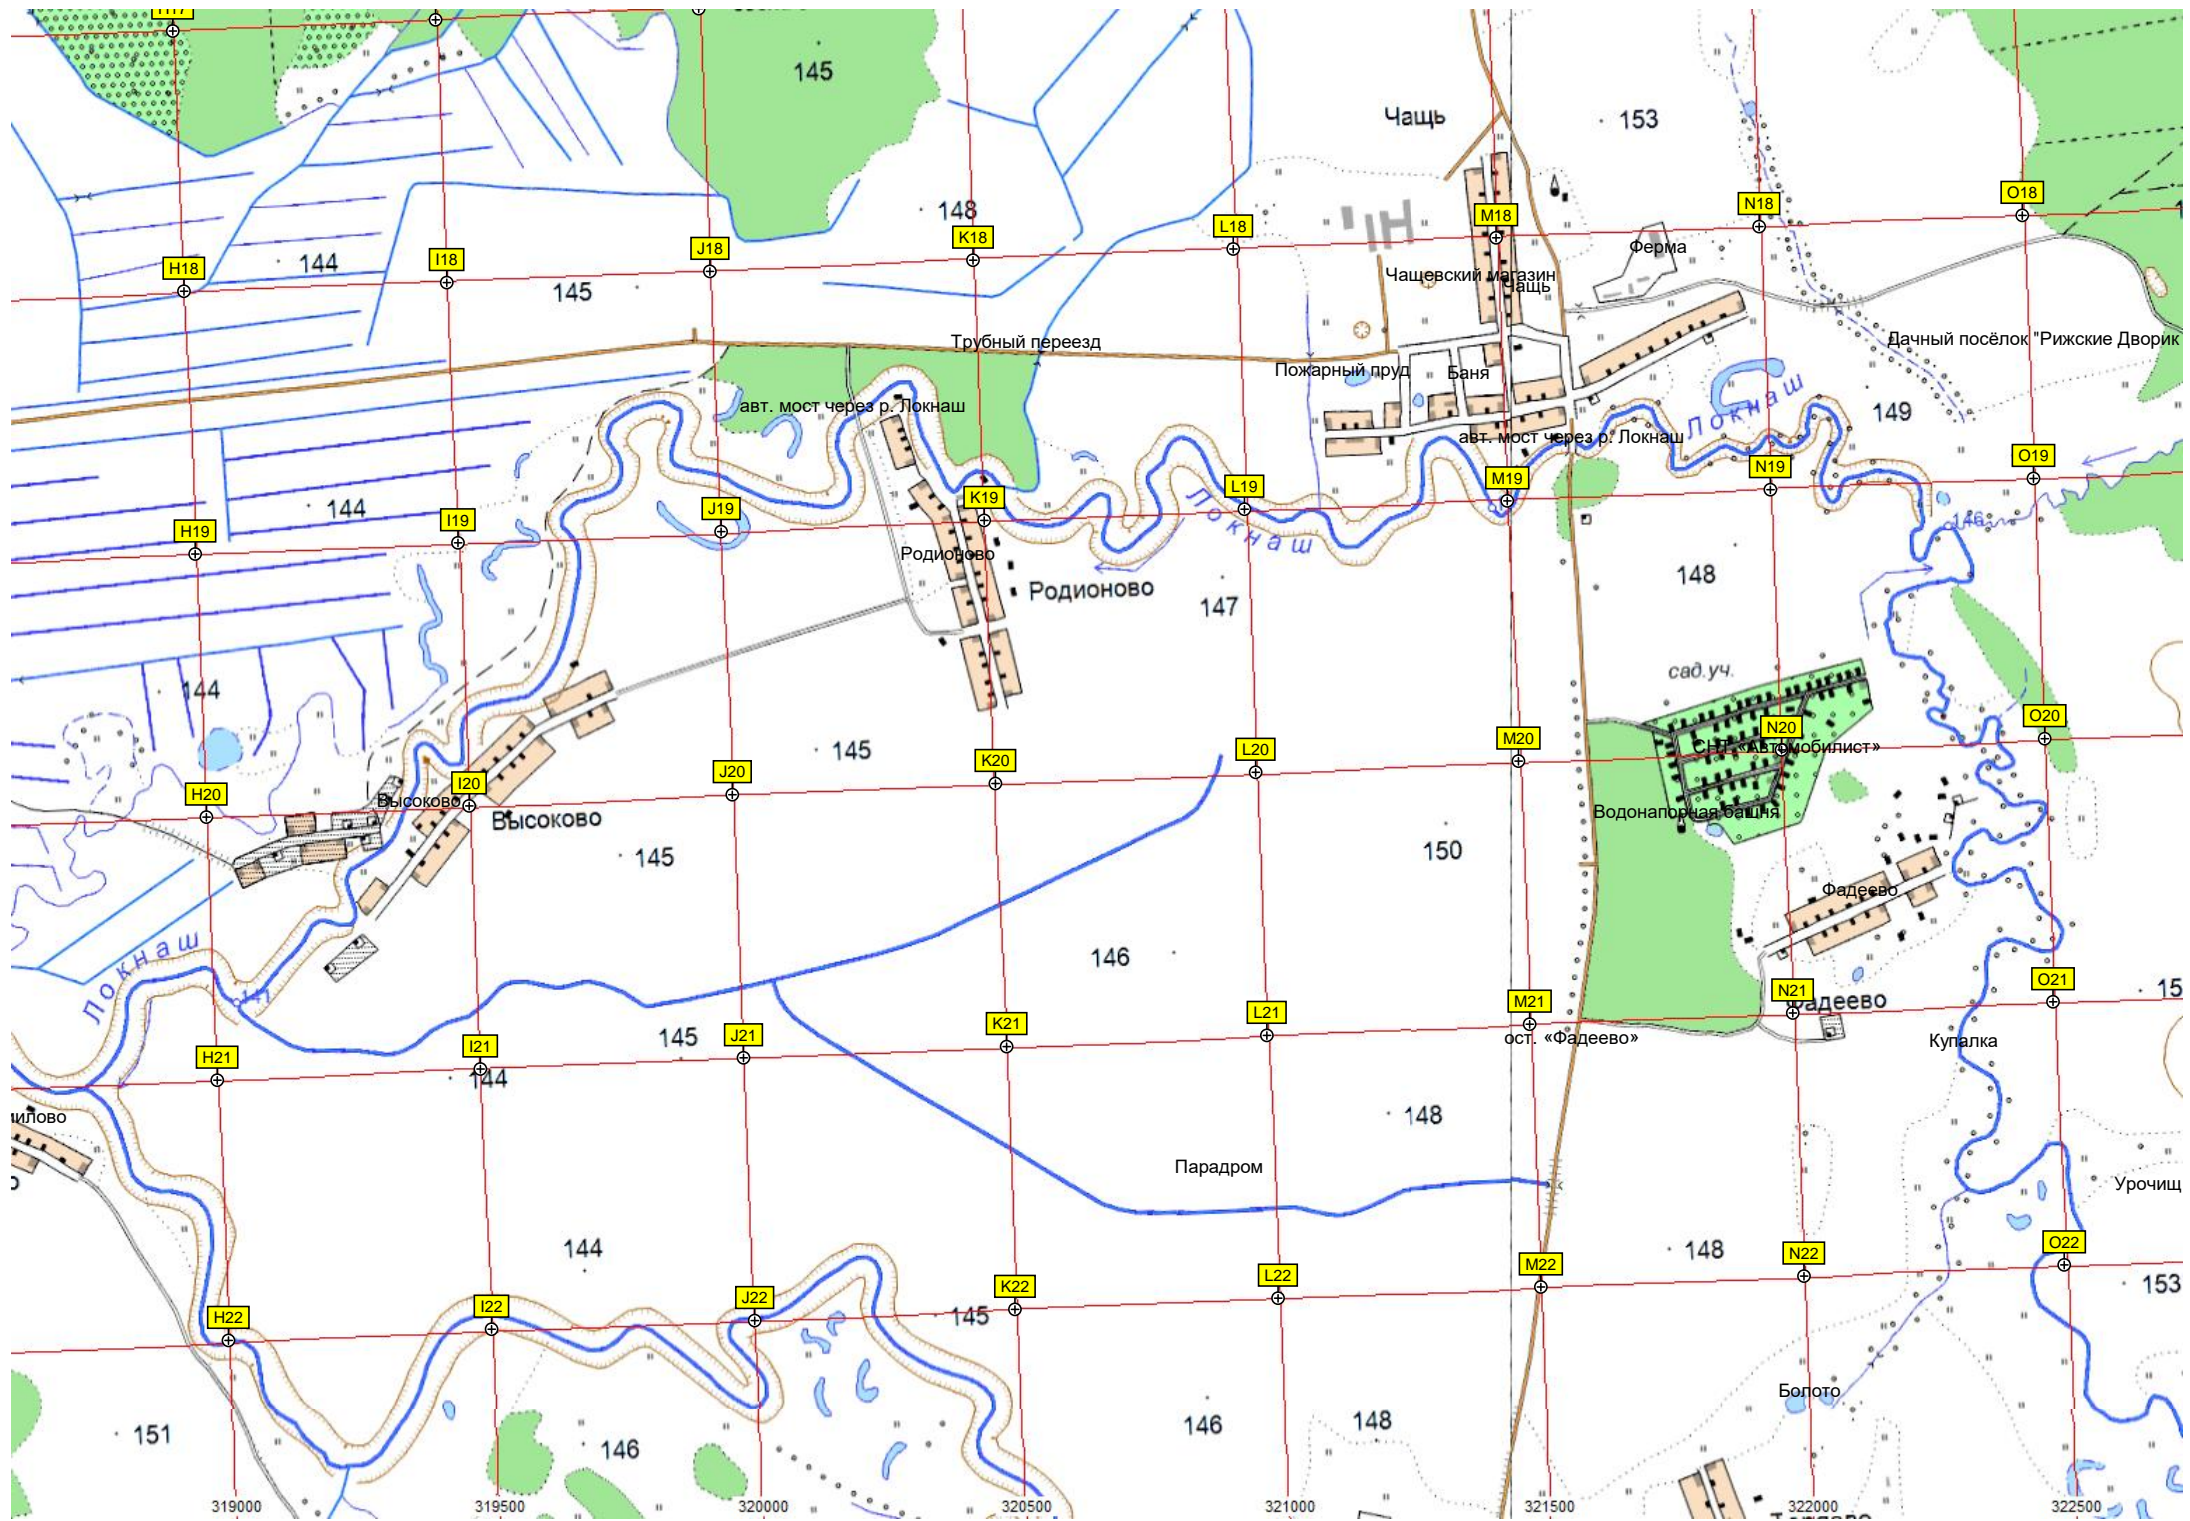 145
Чащь
153
148
H18
I18
J18
K18
L18
M18
N18
O18
144
145
Ферма
Чащевский магазин
Чащь
Трубный переезд
Дачный посёлок "Рижские Дворик
Пожарный пруд
Баня
авт. мост через р. Локнаш
Локнаш
149
авт. мост через р. Локнаш
144
H19
I19
J19
K19
L19
M19
N19
O19
Локнаш
146
Родионово
Родионово
147
148
144
сад.уч.
145
H20
I20
J20
K20
L20
M20
N20
O20
СНТ «Автомобилист»
Высоково
Высоково
Водонапорная башня
145
150
Фадеево
Локнаш
146
141
H21
I21
J21
K21
L21
M21
N21
O21
Фадеево
15
145
ост. «Фадеево»
Купалка
144
милово
148
Парадром
Урочищ
144
148
H22
I22
J22
K22
L22
M22
N22
O22
145
153
Болото
151
146
146
148
319000
319500
320000
320500
321000
321500
322000
322500